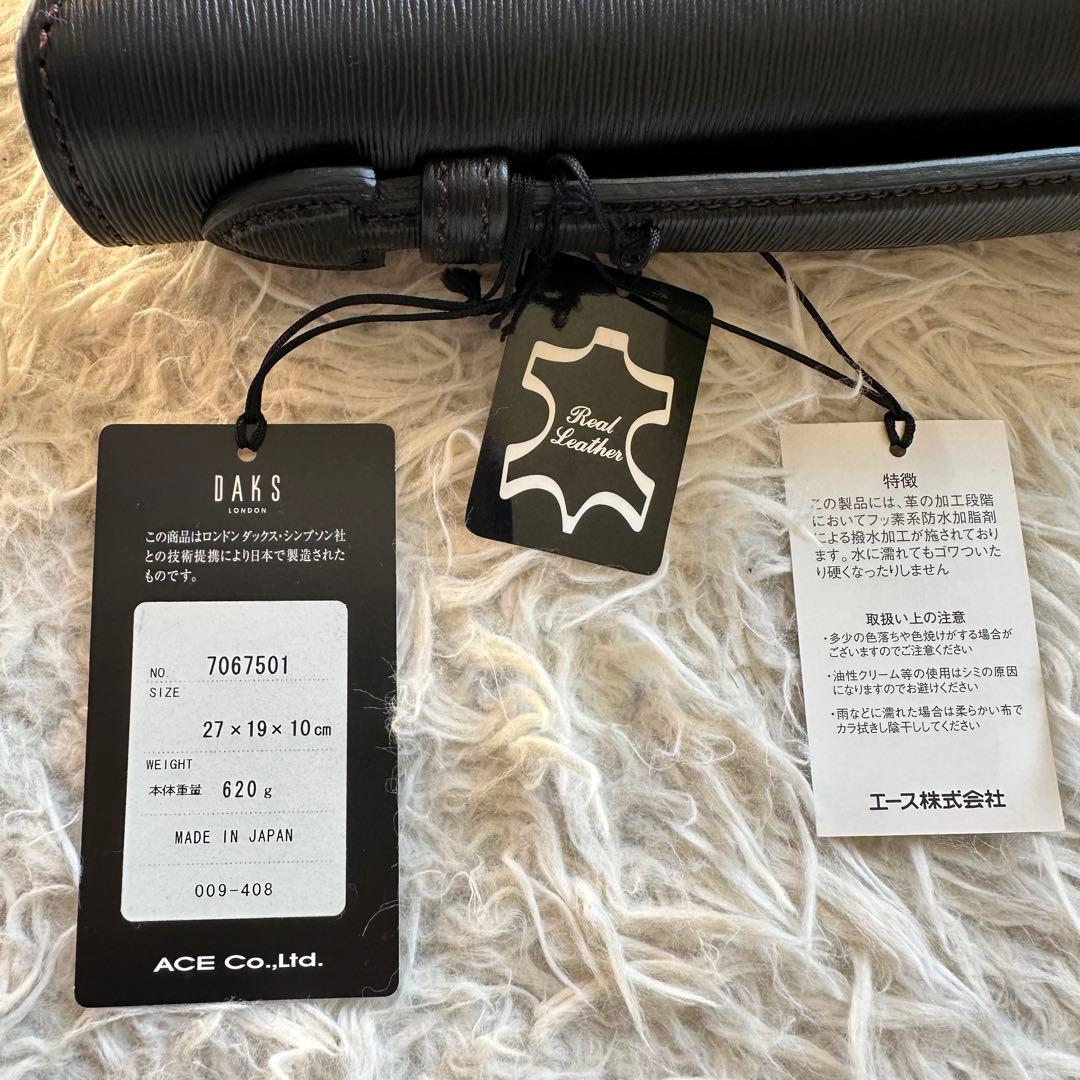 DAKS
LONDON
この商品はロンドン ダックス・シンプソン社
との技術提携により日本で製造された
ものです。
NO. 7067501
SIZE
27×19×10cm
WEIGHT
本体重量 620g
MADE IN JAPAN
009-408
ACE Co.,Ltd.
Real
Leather
特徴
この製品には、革の加工段階
においてフッ素系防水加脂剤
による撥水加工が施されており
ます。水に濡れてもゴワついた
り硬くなったりしません
取扱い上の注意
・多少の色落ちや色焼けがする場合が
ございますのでご注意ください
・油性クリーム等の使用はシミの原因
になりますのでお避けください
・雨などに濡れた場合は柔らかい布で
カラ拭きし陰干ししてください
エース株式会社